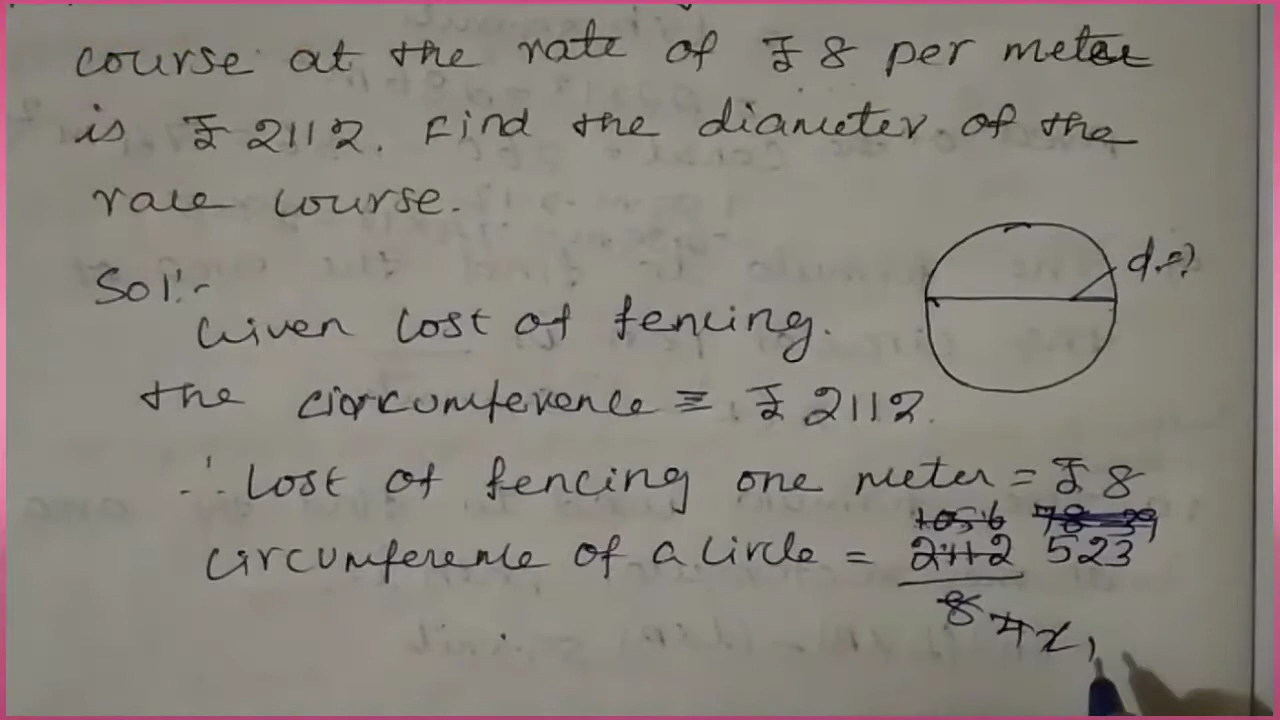 course at the rate of ₹ 8 per meter
is ₹ 2112. Find the diameter of the
race course.
Sol:-
d=?
Given cost of fencing.
the circumference = ₹ 2112.
∴ cost of fencing one meter = ₹ 8
1056 78 39
circumference of a circle = 2112 523
8 4 2 1